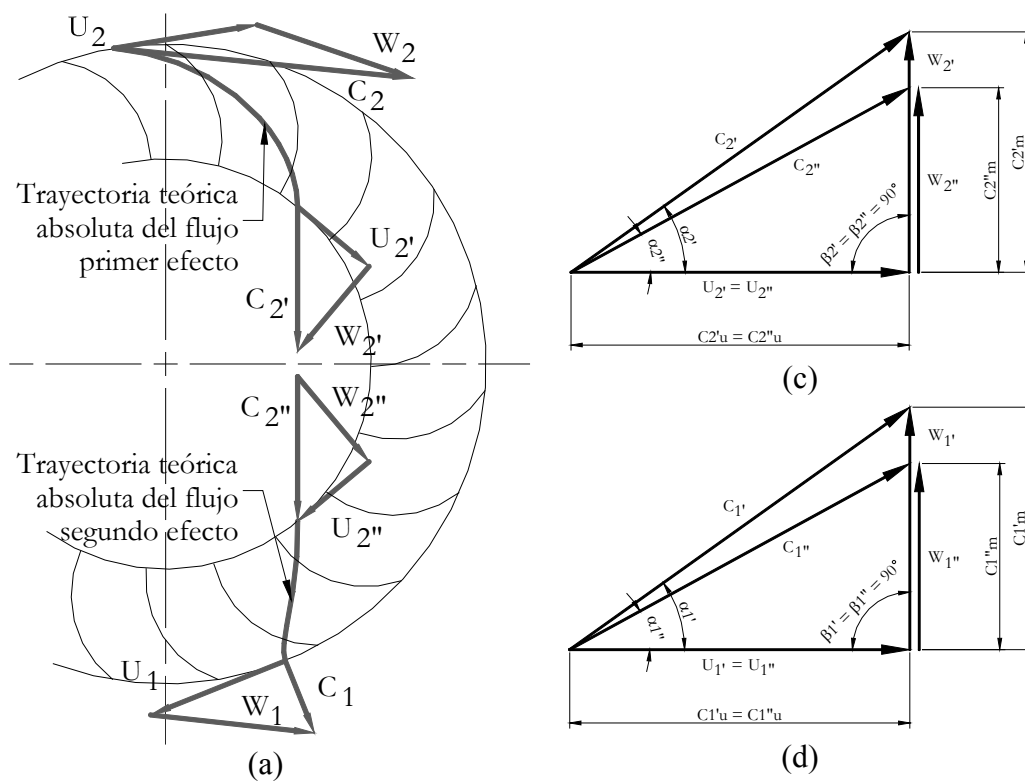 U2
W2
C2
Trayectoria teórica
absoluta del flujo
primer efecto
U2'
C2'
W2'
C2"
W2"
Trayectoria teórica
absoluta del flujo
segundo efecto
U2"
U1
W1
C1
(a)
C2'
C2"
W2'
W2"
C2"m
C2'm
α2"
α2'
β2' = β2" = 90°
U2' = U2"
C2'u = C2"u
(c)
C1'
C1"
W1'
W1"
C1"m
C1'm
α1"
α1'
β1' = β1" = 90°
U1' = U1"
C1'u = C1"u
(d)